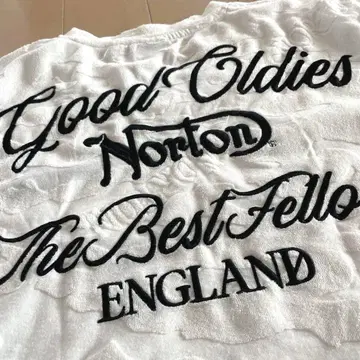 Good Oldies
Norton
The Best Fello
ENGLAND